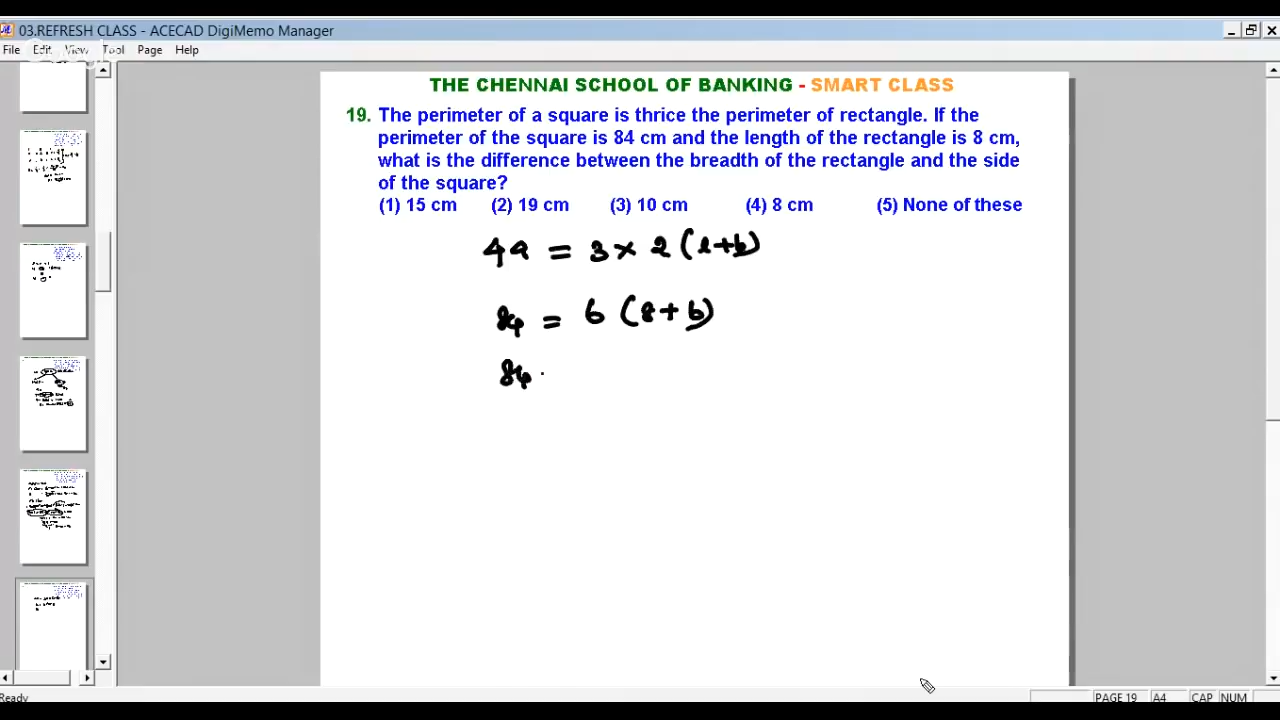 03.REFRESH CLASS - ACECAD DigiMemo Manager
File Edit View Tool Page Help
THE CHENNAI SCHOOL OF BANKING - SMART CLASS
19. The perimeter of a square is thrice the perimeter of rectangle. If the
perimeter of the square is 84 cm and the length of the rectangle is 8 cm,
what is the difference between the breadth of the rectangle and the side
of the square?
(1) 15 cm (2) 19 cm (3) 10 cm (4) 8 cm (5) None of these
4a = 3 × 2 (l+b)
84 = 6 (8+b)
84
Ready PAGE 19 A4 CAP NUM